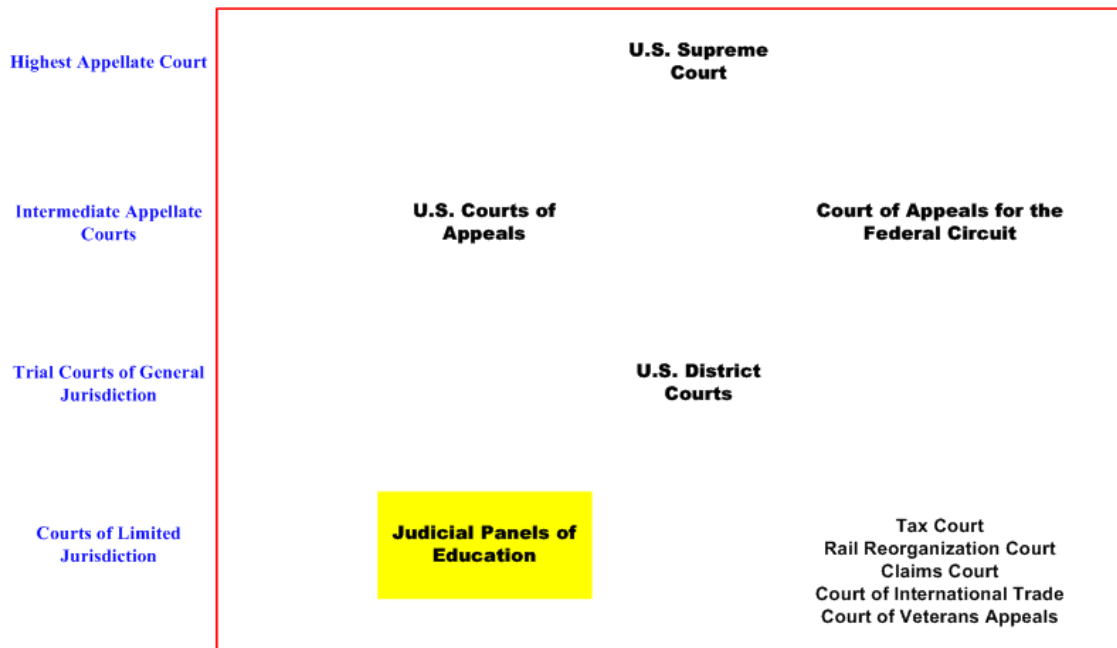 Highest Appellate Court
U.S. Supreme
Court
Intermediate Appellate
Courts
U.S. Courts of
Appeals
Court of Appeals for the
Federal Circuit
Trial Courts of General
Jurisdiction
U.S. District
Courts
Courts of Limited
Jurisdiction
Judicial Panels of
Education
Tax Court
Rail Reorganization Court
Claims Court
Court of International Trade
Court of Veterans Appeals